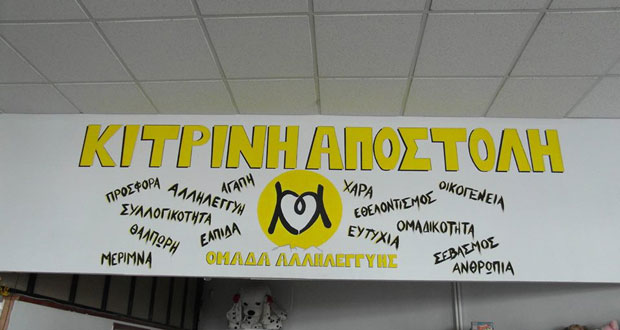 ΚΙΤΡΙΝΗ ΑΠΟΣΤΟΛΗ
ΠΡΟΣΦΟΡΑ
ΑΛΛΗΛΕΓΓΥΗ
ΑΓΑΠΗ
ΣΥΛΛΟΓΙΚΟΤΗΤΑ
ΘΑΛΠΩΡΗ
ΕΛΠΙΔΑ
ΜΕΡΙΜΝΑ
ΧΑΡΑ
ΕΘΕΛΟΝΤΙΣΜΟΣ
ΟΙΚΟΓΕΝΕΙΑ
ΕΥΤΥΧΙΑ
ΟΜΑΔΙΚΟΤΗΤΑ
ΣΕΒΑΣΜΟΣ
ΑΝΘΡΩΠΙΑ
ΟΜΑΔΑ ΑΛΛΗΛΕΓΓΥΗΣ